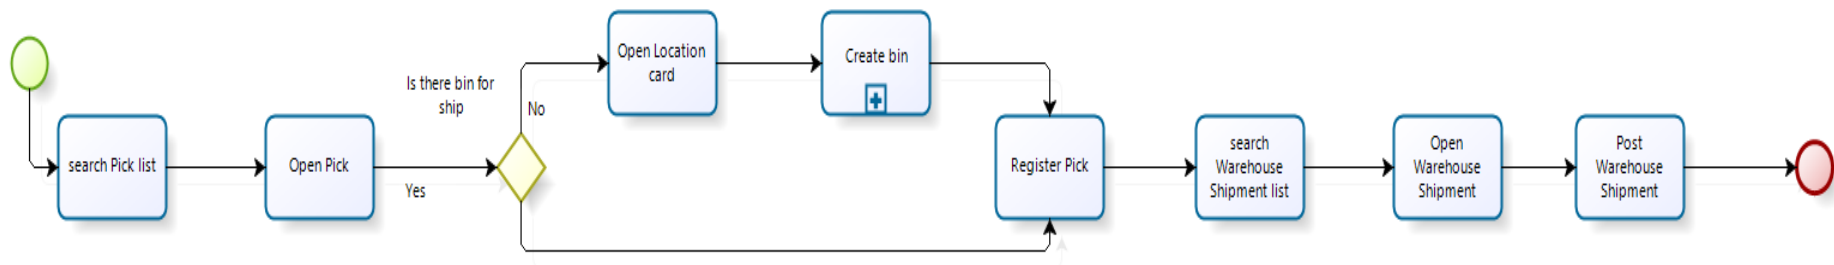 search Pick list
Open Pick
Is there bin for
ship
Yes
No
Open Location
card
Create bin
Register Pick
search
Warehouse
Shipment list
Open
Warehouse
Shipment
Post
Warehouse
Shipment